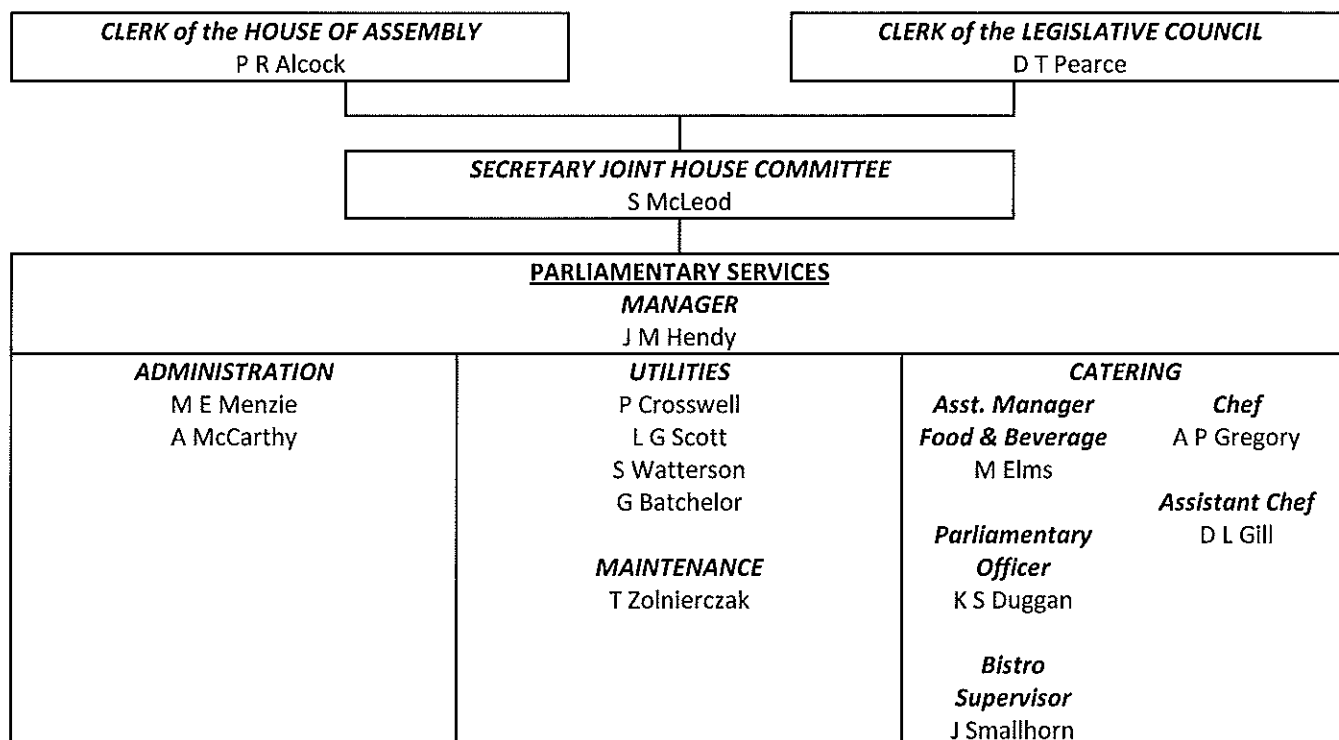 CLERK of the HOUSE OF ASSEMBLY
P R Alcock
CLERK of the LEGISLATIVE COUNCIL
D T Pearce
SECRETARY JOINT HOUSE COMMITTEE
S McLeod
PARLIAMENTARY SERVICES
MANAGER
J M Hendy
ADMINISTRATION
M E Menzie
A McCarthy
UTILITIES
P Crosswell
L G Scott
S Watterson
G Batchelor
MAINTENANCE
T Zolnierczak
CATERING
Asst. Manager
Food & Beverage
M Elms
Parliamentary
Officer
K S Duggan
Bistro
Supervisor
J Smallhorn
Chef
A P Gregory
Assistant Chef
D L Gill